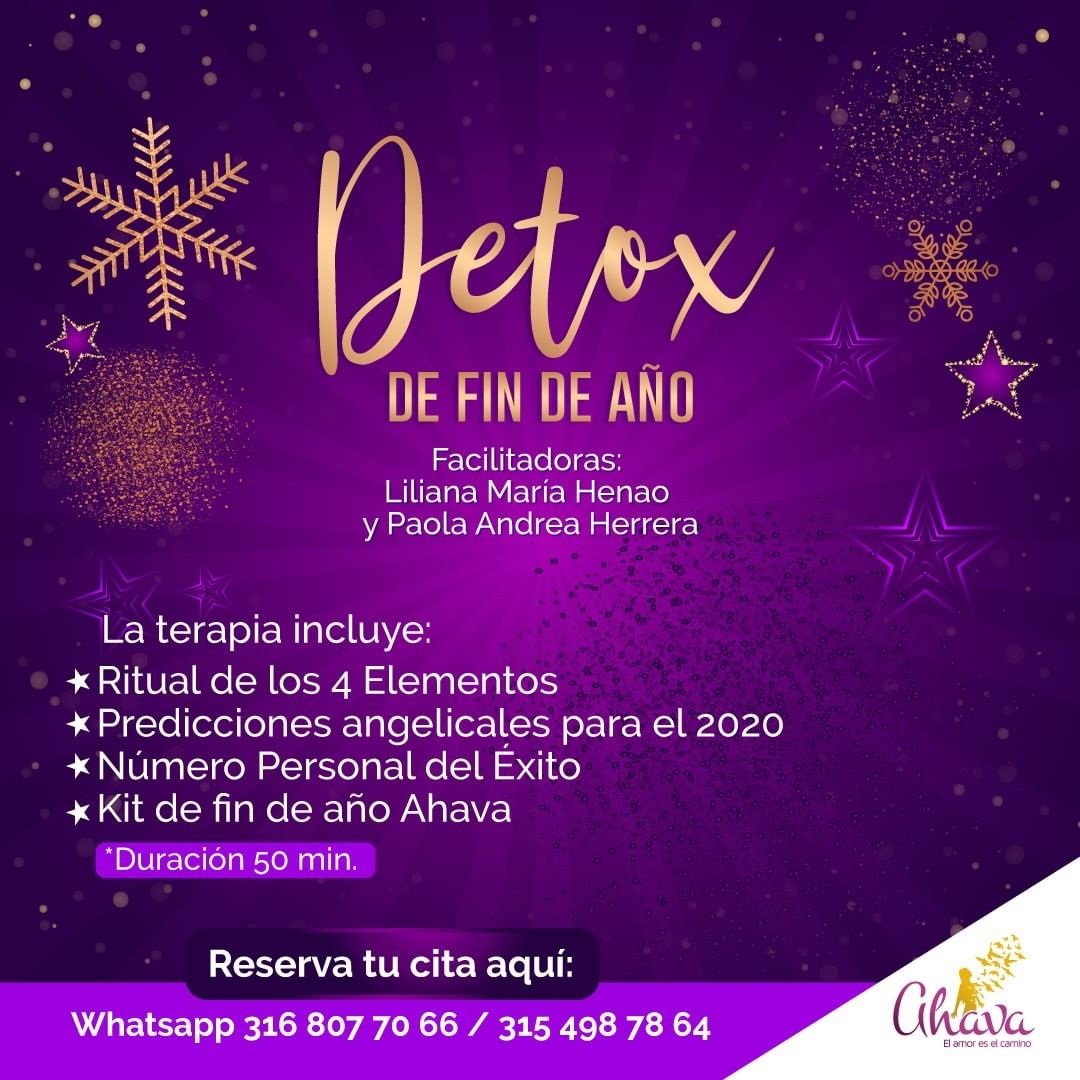 Detox
DE FIN DE AÑO
Facilitadoras:
Liliana María Henao
y Paola Andrea Herrera
La terapia incluye:
Ritual de los 4 Elementos
Predicciones angelicales para el 2020
Número Personal del Éxito
Kit de fin de año Ahava
*Duración 50 min.
Reserva tu cita aquí:
Whatsapp 316 807 70 66 / 315 498 78 64
ahava
El amor es el camino